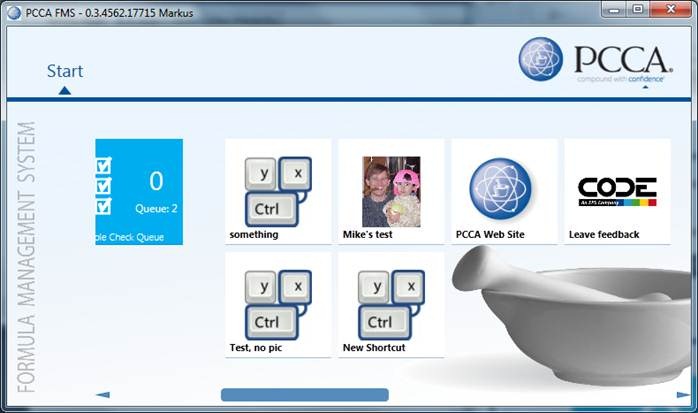 PCCA FMS - 0.3.4562.17715 Markus
Start
PCCA®
compound with confidence
FORMULA MANAGEMENT SYSTEM
0
Queue: 2
ple Check Queue
y x
Ctrl
something
Mike's test
PCCA Web Site
CODE
An EPS Company
Leave feedback
y x
Ctrl
Test, no pic
y x
Ctrl
New Shortcut